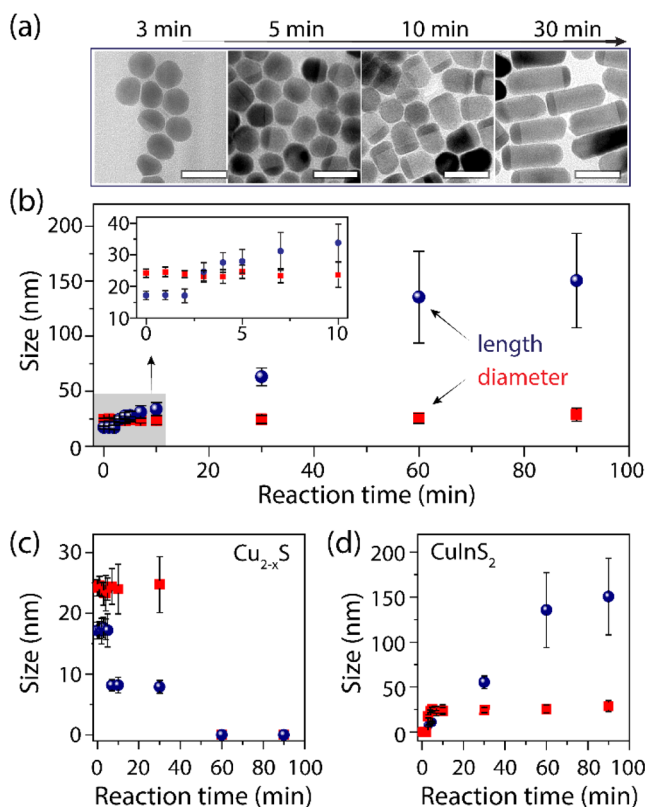 (a)
3 min 5 min 10 min 30 min
(b)
200
150
100
50
0
Size (nm)
40
30
20
10
0 5 10
length
diameter
0 20 40 60 80 100
Reaction time (min)
(c)
Cu2-xS
30
20
10
0
Size (nm)
0 20 40 60 80 100
Reaction time (min)
(d)
CuInS2
200
150
100
50
0
Size (nm)
0 20 40 60 80 100
Reaction time (min)